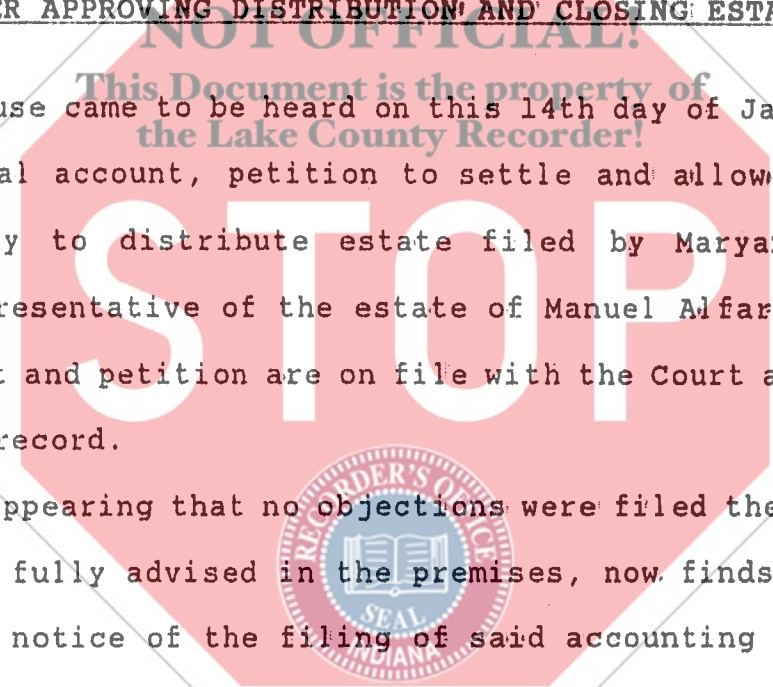 ER APPROVING DISTRIBUTION AND CLOSING ESTA
NOT OFFICIAL!
This Document is the property of
the Lake County Recorder!
use came to be heard on this 14th day of Ja
al account, petition to settle and allow
y to distribute estate filed by Marya
resentative of the estate of Manuel Alfar
t and petition are on file with the Court a
record.
ppearing that no objections were filed the
fully advised in the premises, now finds
notice of the filing of said accounting
STOP
RECORDER'S OFFICE
SEAL
INDIANA